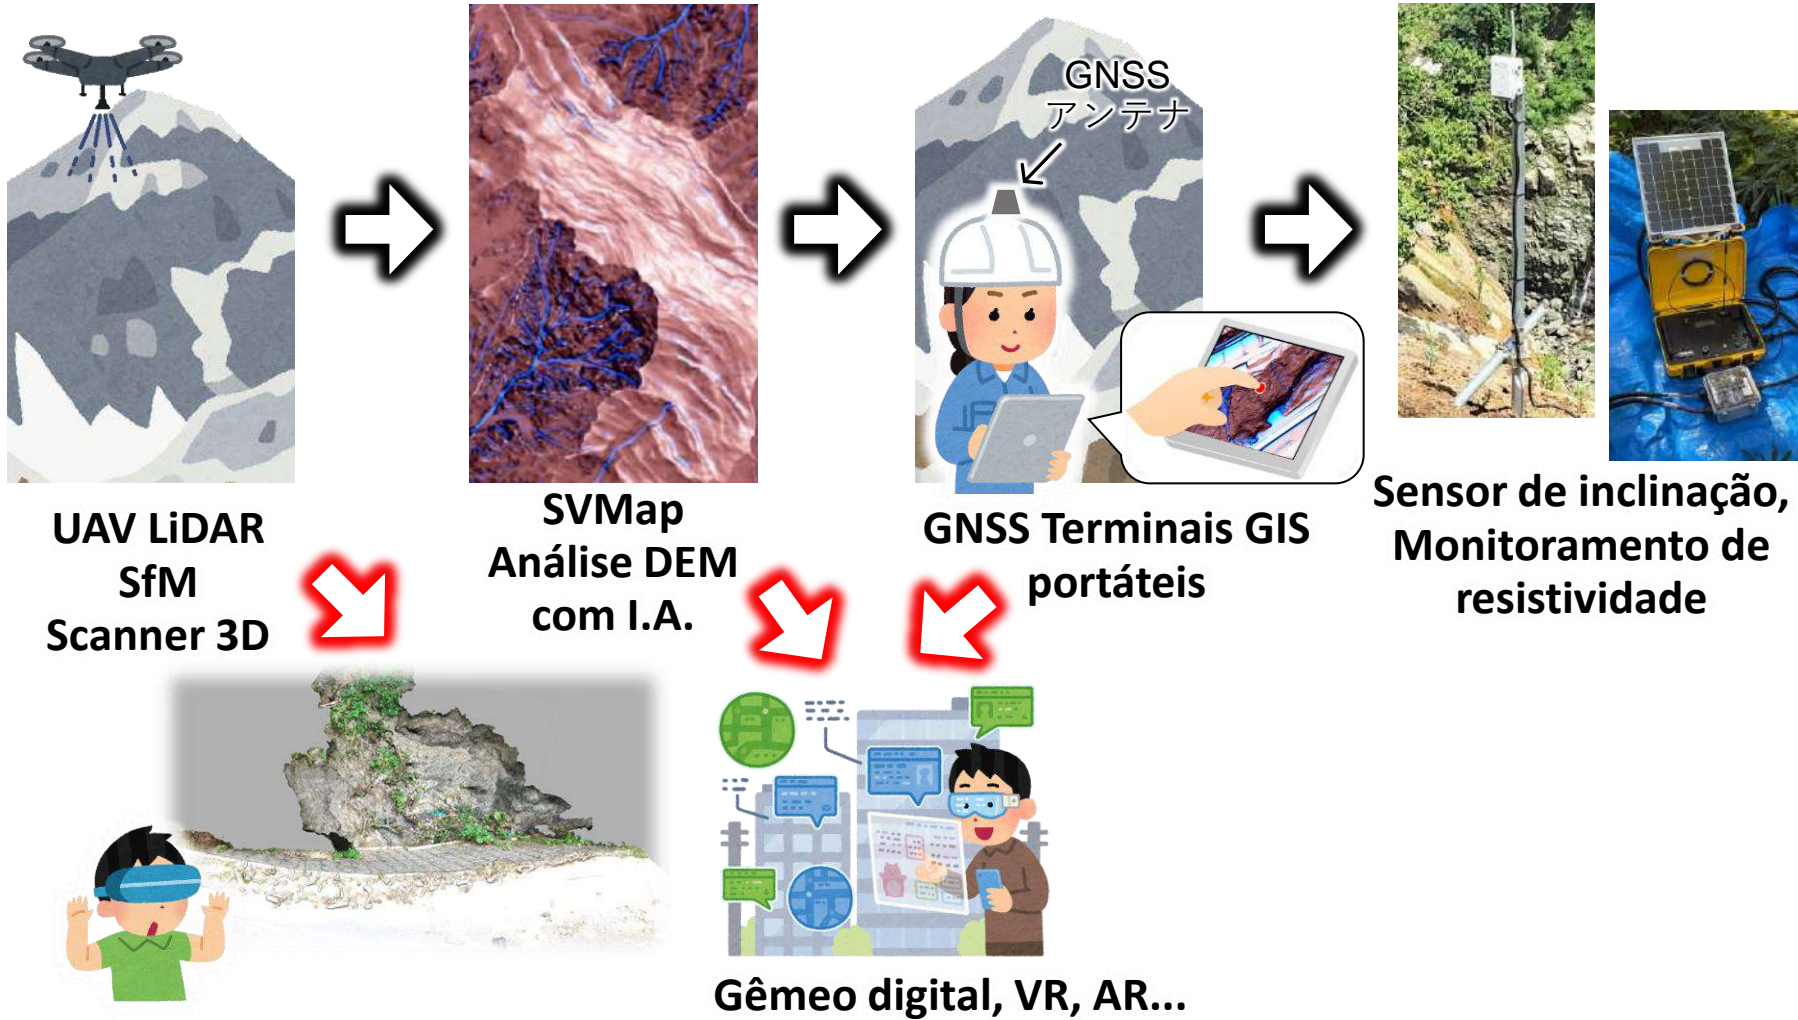 GNSS
アンテナ
UAV LiDAR
SfM
Scanner 3D
SVMap
Análise DEM
com I.A.
GNSS Terminais GIS
portáteis
Sensor de inclinação,
Monitoramento de
resistividade
Gêmeo digital, VR, AR...